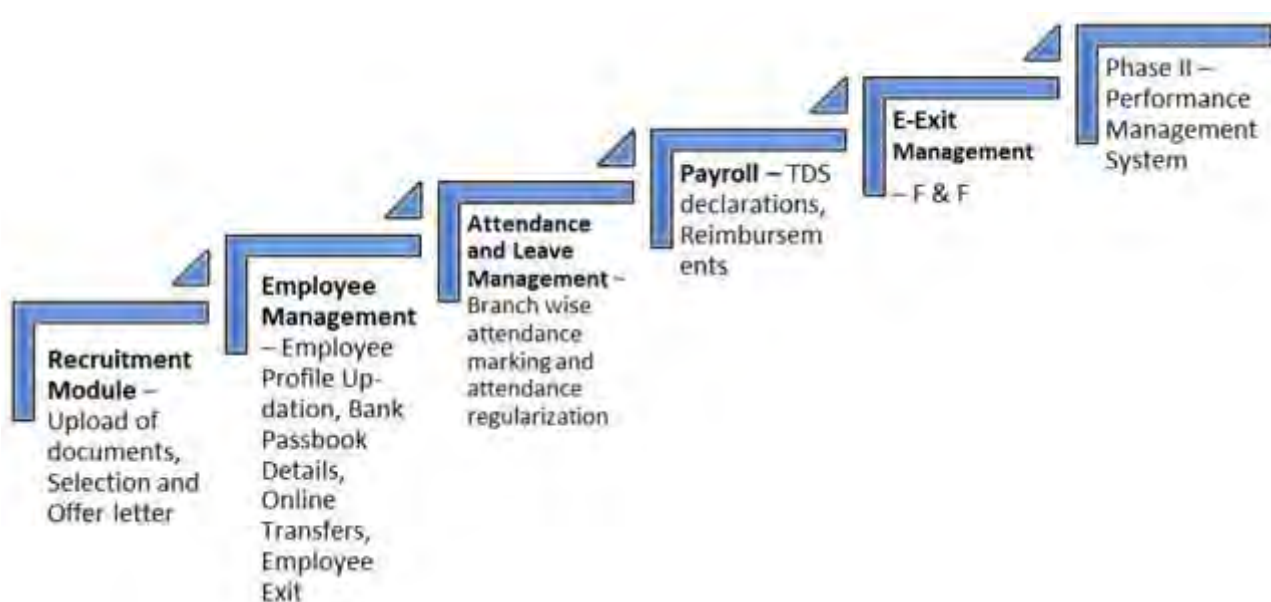 Recruitment
Module –
Upload of
documents,
Selection and
Offer letter
Employee
Management
– Employee
Profile Up-
dation, Bank
Passbook
Details,
Online
Transfers,
Employee
Exit
Attendance
and Leave
Management –
Branch wise
attendance
marking and
attendance
regularization
Payroll – TDS
declarations,
Reimbursem
ents
E-Exit
Management
– F & F
Phase II –
Performance
Management
System